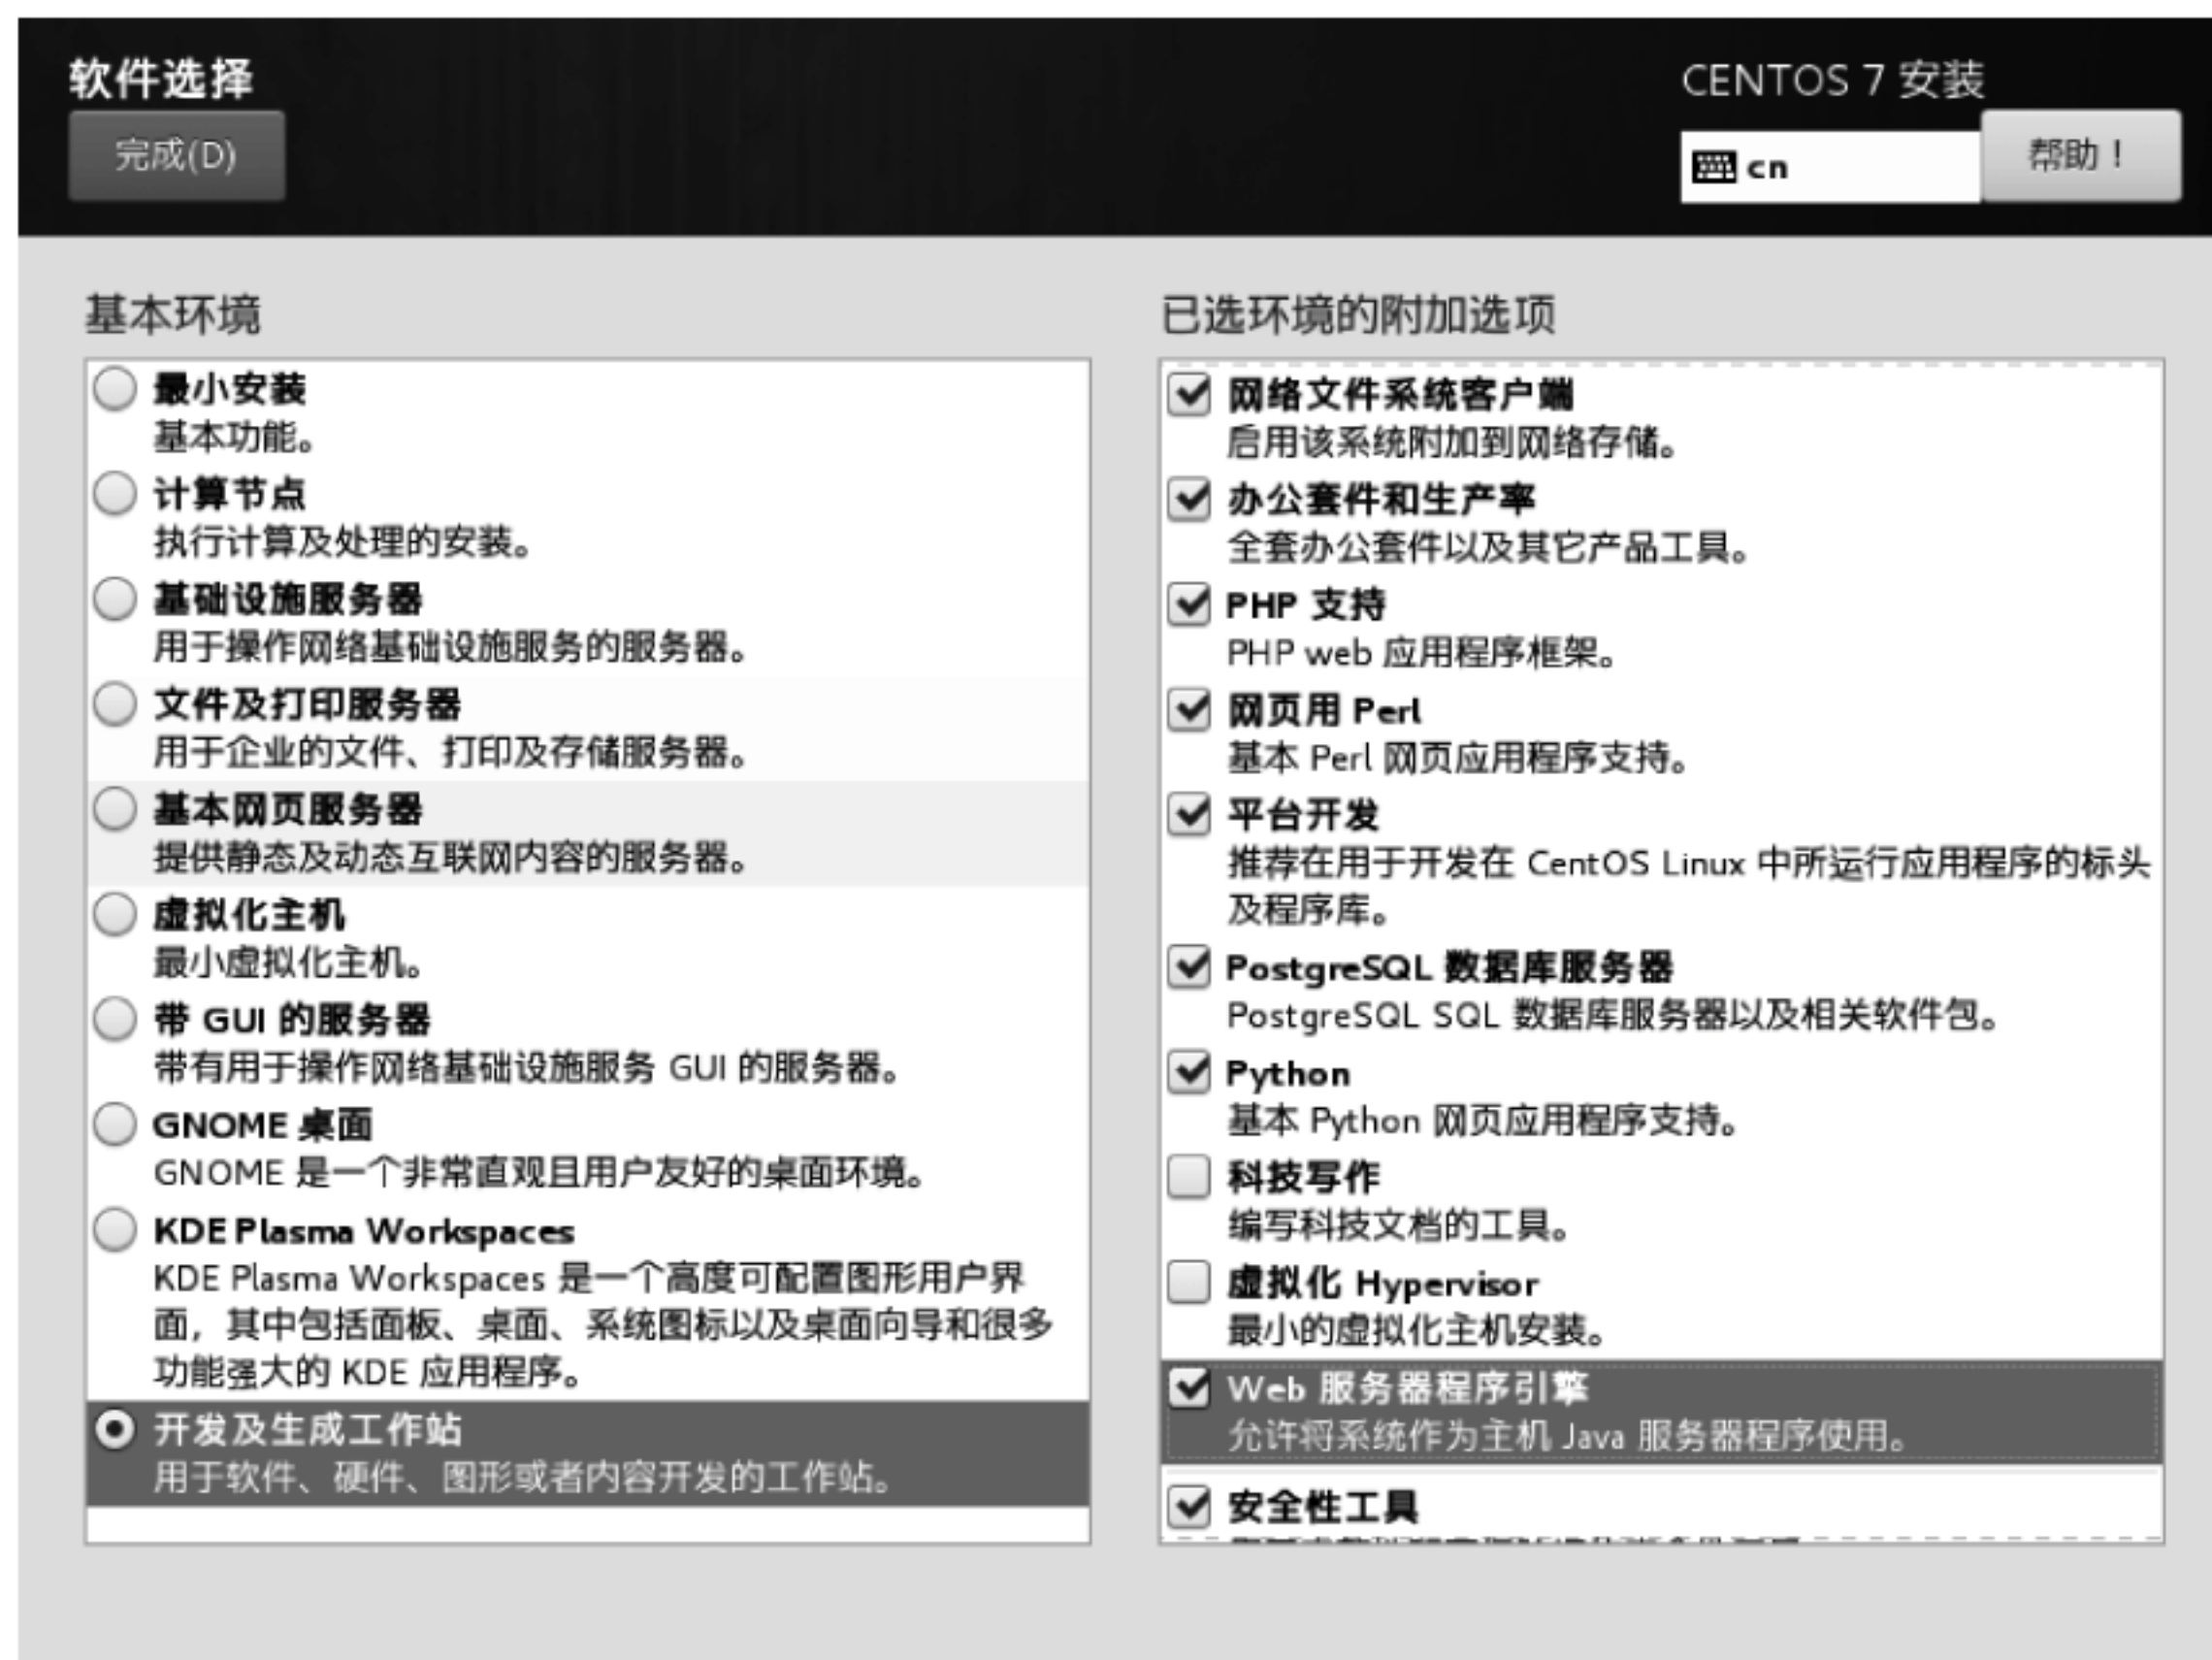 软件选择
完成(D)
CENTOS 7 安装
cn
帮助！
基本环境
最小安装
基本功能。
计算节点
执行计算及处理的安装。
基础设施服务器
用于操作网络基础设施服务的服务器。
文件及打印服务器
用于企业的文件、打印及存储服务器。
基本网页服务器
提供静态及动态互联网内容的服务器。
虚拟化主机
最小虚拟化主机。
带 GUI 的服务器
带有用于操作网络基础设施服务 GUI 的服务器。
GNOME 桌面
GNOME 是一个非常直观且用户友好的桌面环境。
KDE Plasma Workspaces
KDE Plasma Workspaces 是一个高度可配置图形用户界
面，其中包括面板、桌面、系统图标以及桌面向导和很多
功能强大的 KDE 应用程序。
开发及生成工作站
用于软件、硬件、图形或者内容开发的工作站。
已选环境的附加选项
网络文件系统客户端
启用该系统附加到网络存储。
办公套件和生产率
全套办公套件以及其它产品工具。
PHP 支持
PHP web 应用程序框架。
网页用 Perl
基本 Perl 网页应用程序支持。
平台开发
推荐在用于开发在 CentOS Linux 中所运行应用程序的标头
及程序库。
PostgreSQL 数据库服务器
PostgreSQL SQL 数据库服务器以及相关软件包。
Python
基本 Python 网页应用程序支持。
科技写作
编写科技文档的工具。
虚拟化 Hypervisor
最小的虚拟化主机安装。
Web 服务器程序引擎
允许将系统作为主机 Java 服务器程序使用。
安全性工具